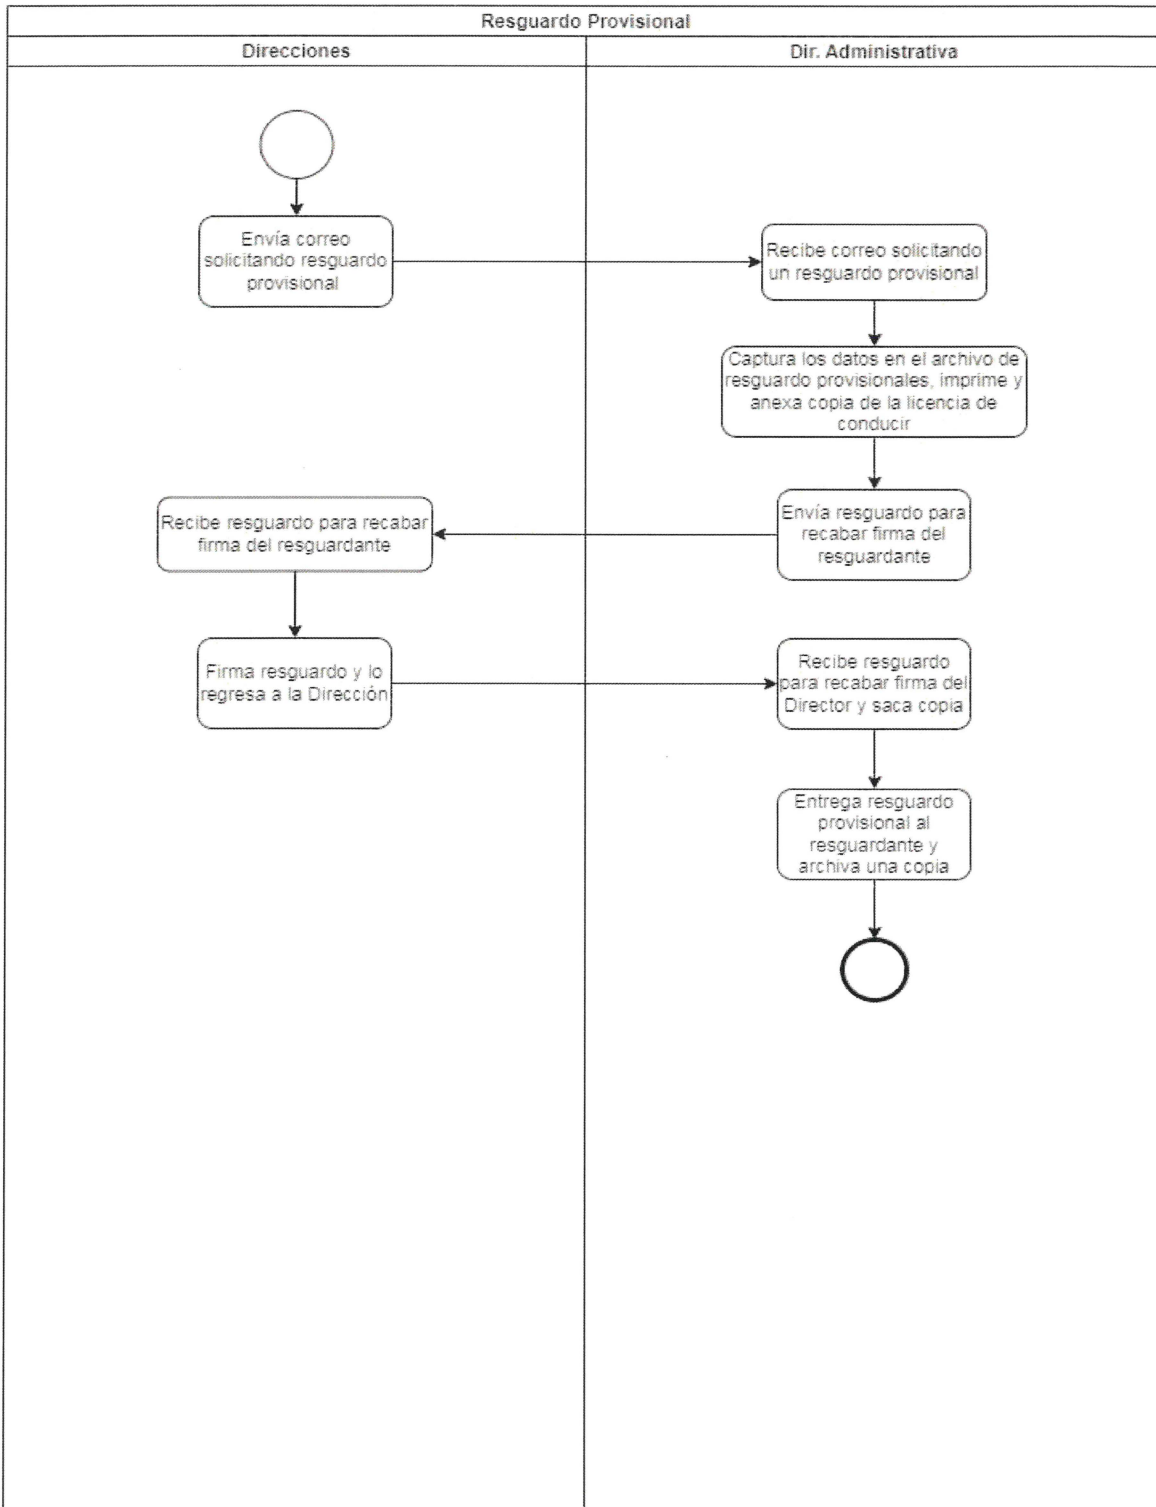 Resguardo Provisional
Direcciones
Dir. Administrativa
Envía correo
solicitando resguardo
provisional
Recibe correo solicitando
un resguardo provisional
Captura los datos en el archivo de
resguardo provisionales, imprime y
anexa copia de la licencia de
conducir
Envía resguardo para
recabar firma del
resguardante
Recibe resguardo para recabar
firma del resguardante
Firma resguardo y lo
regresa a la Dirección
Recibe resguardo
para recabar firma del
Director y saca copia
Entrega resguardo
provisional al
resguardante y
archiva una copia